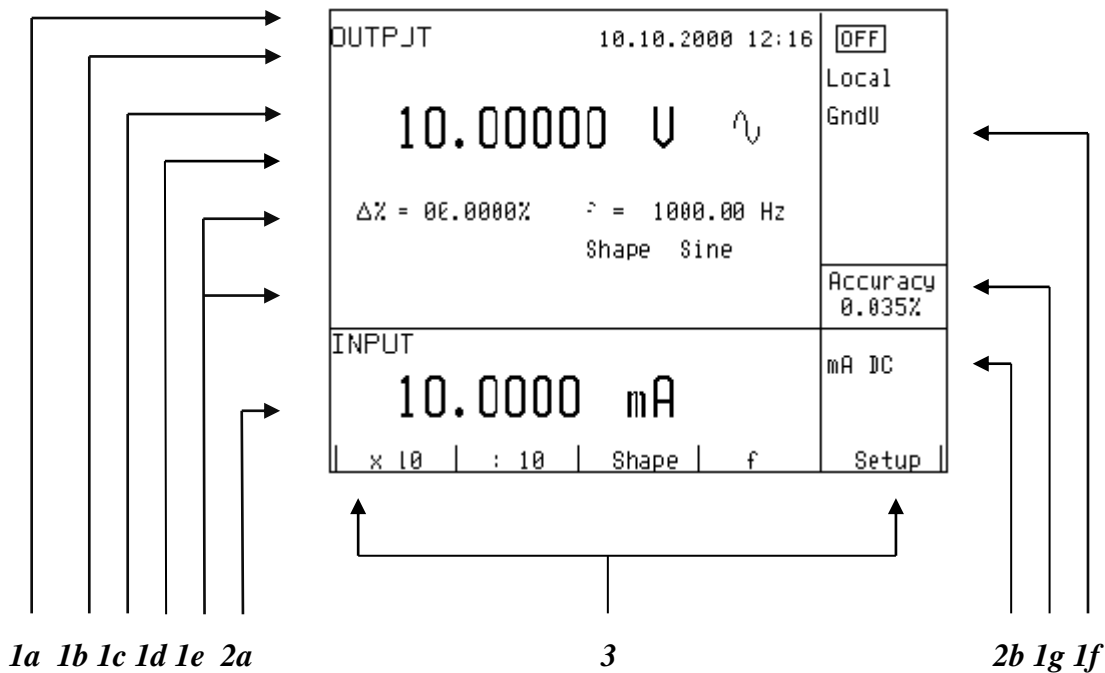 OUTPUT 10.10.2000 12:16 OFF
Local
10.00000 V GndU
Δ% = 00.0000% = 1000.00 Hz
Shape Sine
Accuracy
0.035%
INPUT
mA DC
10.0000 mA
x 10 : 10 Shape f Setup
1a 1b 1c 1d 1e 2a 3 2b 1g 1f